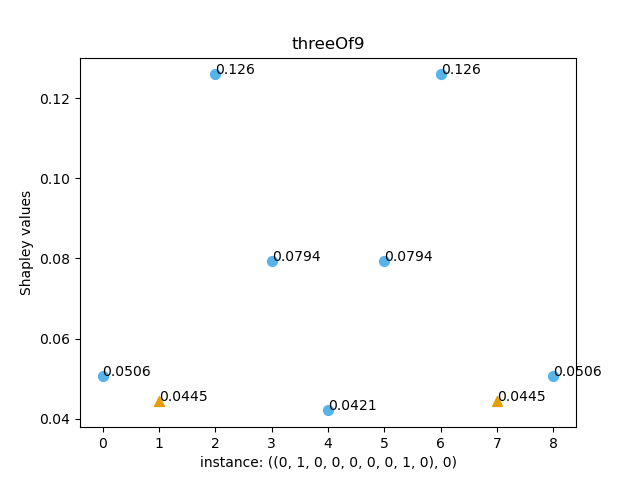 threeOf9
0.126 0.126
0.12
0.10
0.0794 0.0794
0.08
0.06
0.0506 0.0506
0.0445 0.0445
0.0421
0.04
Shapley values
0 1 2 3 4 5 6 7 8
instance: ((0, 1, 0, 0, 0, 0, 0, 1, 0), 0)